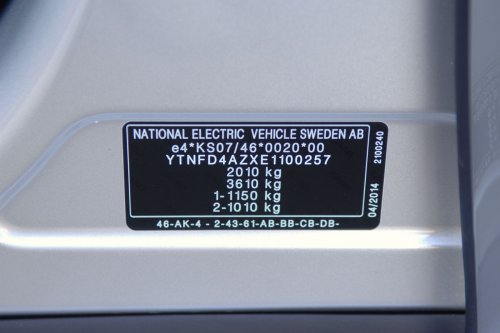 NATIONAL ELECTRIC VEHICLE SWEDEN AB
e4*KS07/46*0020*00
YTNFD4AZXE1100257
2010 kg
3610 kg
1-1150 kg
2-1010 kg
46-AK-4 - 2-43-61-AB-BB-CB-DB-
04/2014
2100240